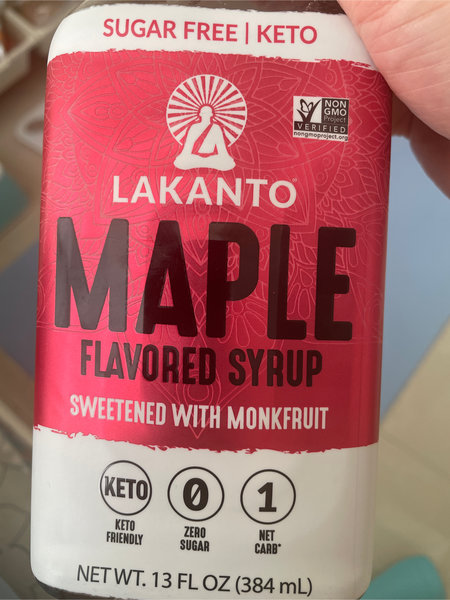 SUGAR FREE | KETO
NON
GMO
Project
VERIFIED
nongmoproject.org
LAKANTO®
MAPLE
FLAVORED SYRUP
SWEETENED WITH MONKFRUIT
KETO
KETO
FRIENDLY
0
ZERO
SUGAR
1
NET
CARB*
NET WT. 13 FL OZ (384 mL)